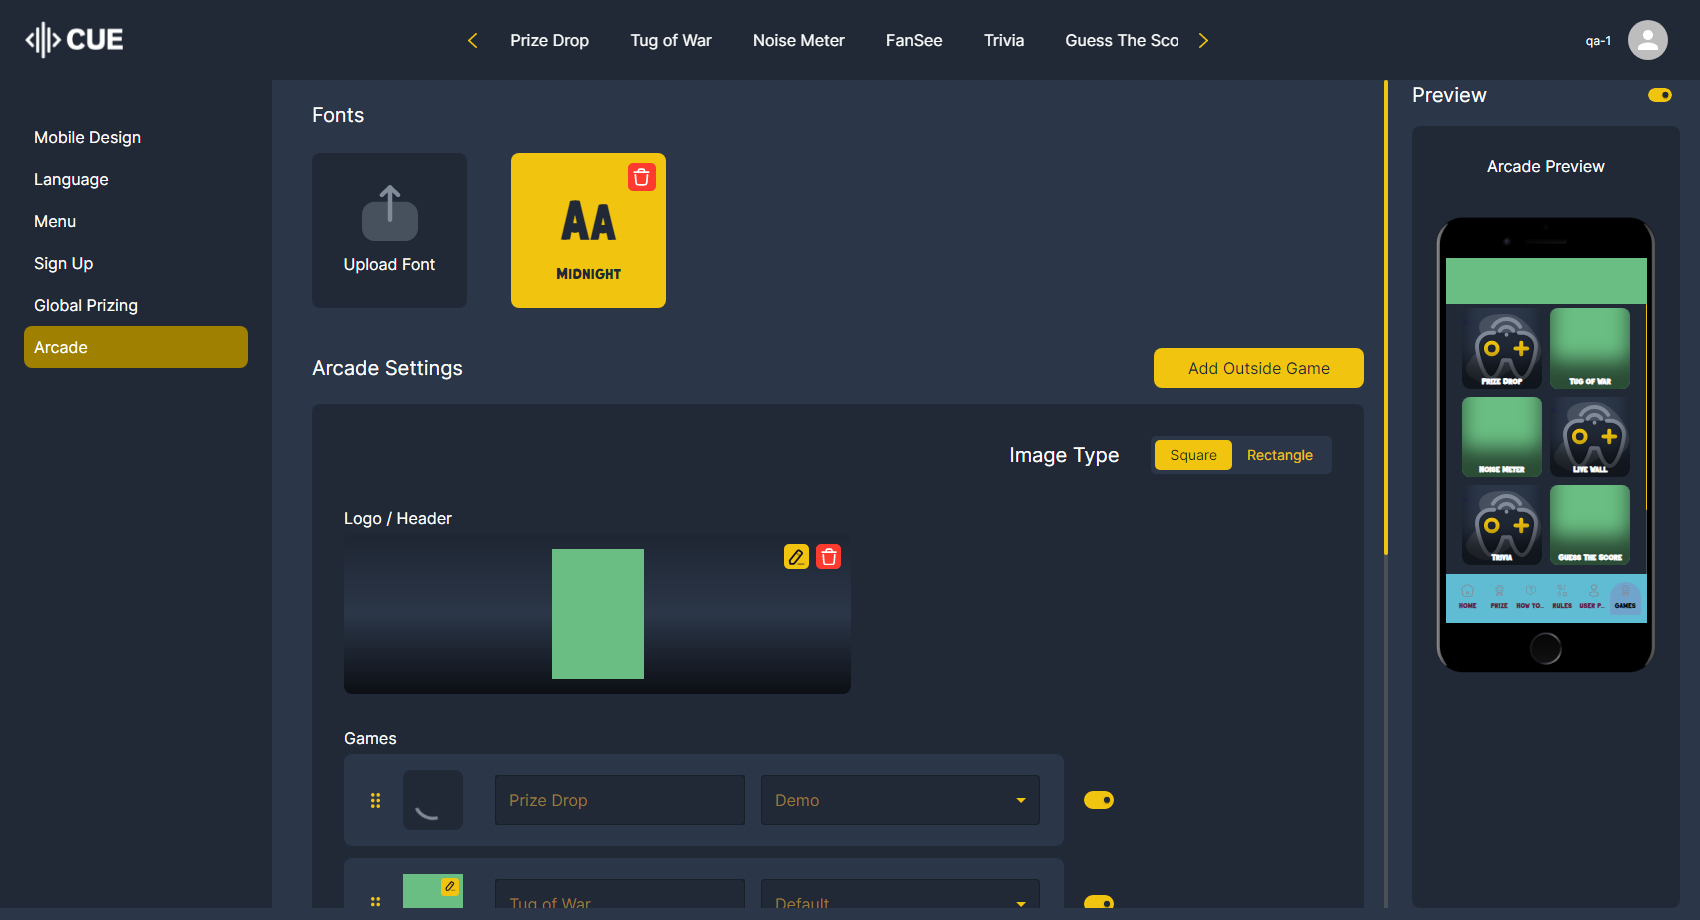 CUE
Prize Drop
Tug of War
Noise Meter
FanSee
Trivia
Guess The Sco
qa-1
Mobile Design
Language
Menu
Sign Up
Global Prizing
Arcade
Fonts
Upload Font
AA
MIDNIGHT
Arcade Settings
Add Outside Game
Image Type
Square
Rectangle
Logo / Header
Games
Prize Drop
Demo
Tug of War
Default
Preview
Arcade Preview
PRIZE DROP
TUG OF WAR
NOISE METER
LIVE WALL
TRIVIA
GUESS THE SCORE
HOME
PRIZE
HOW TO..
RULES
USER P..
GAMES